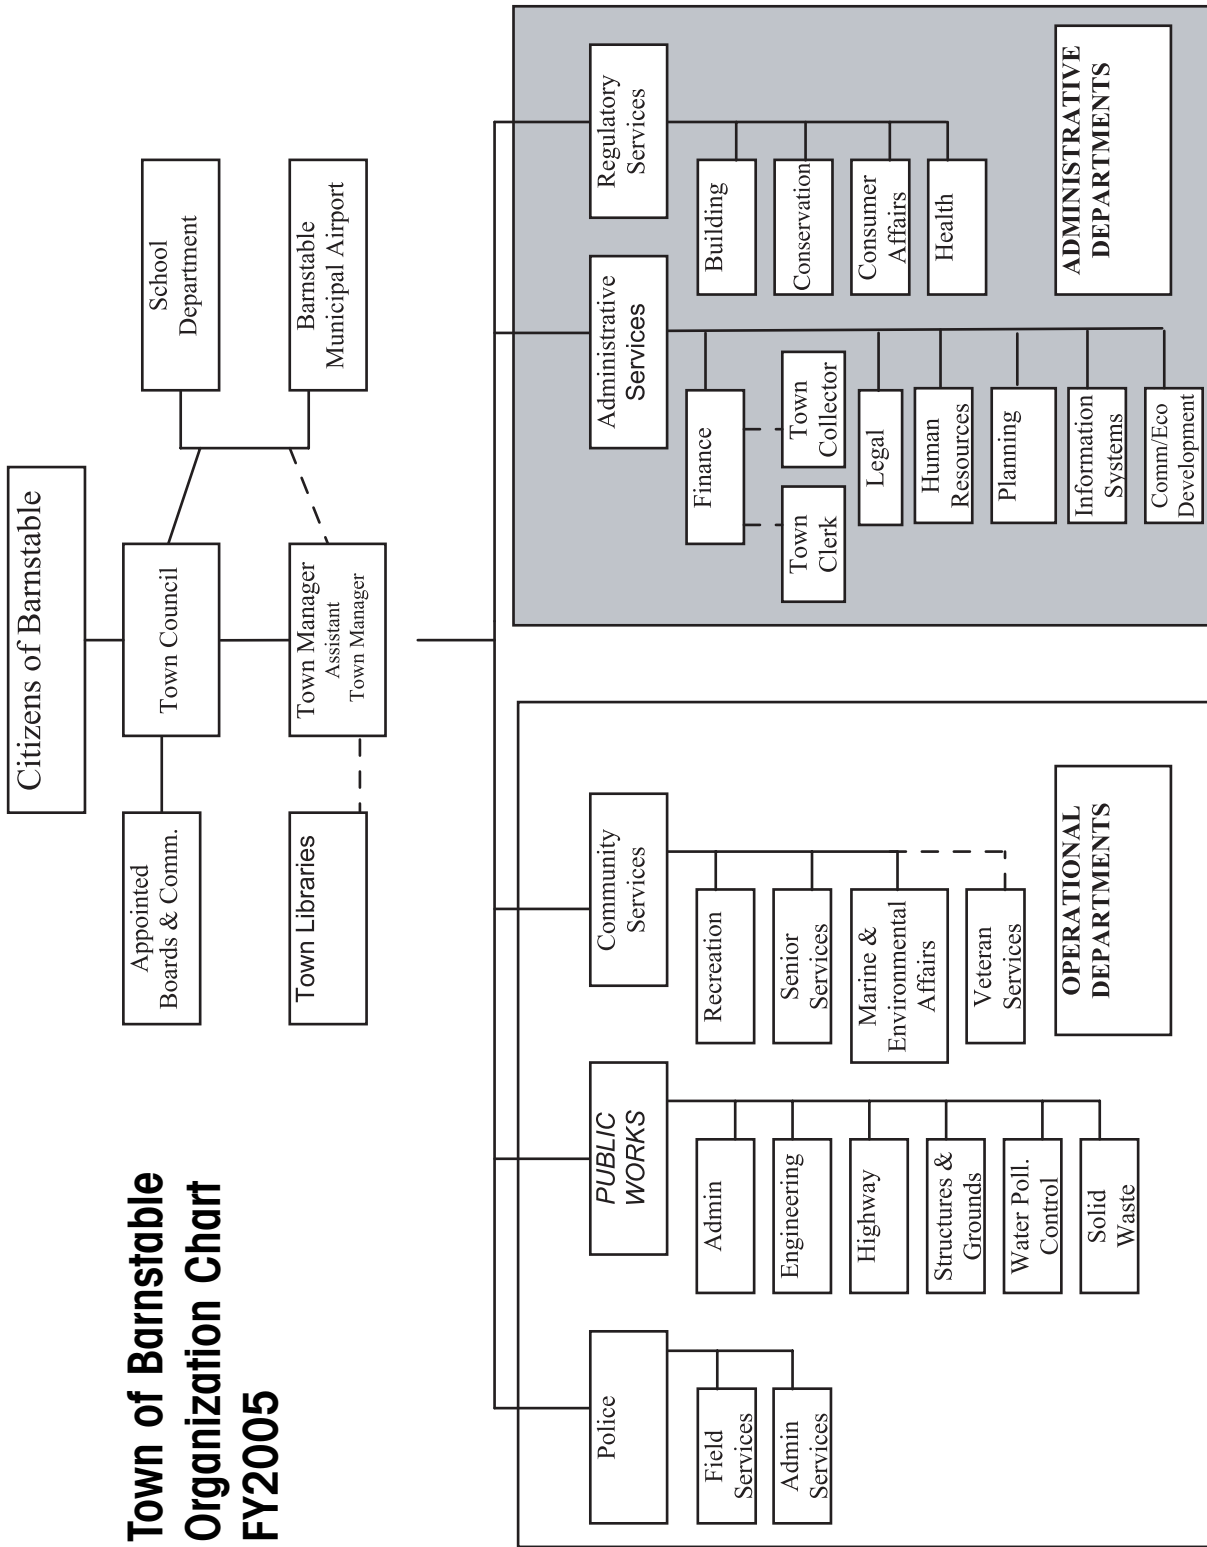 Town of Barnstable
Organization Chart
FY2005
Citizens of Barnstable
Appointed
Boards & Comm.
Town Council
School
Department
Town Libraries
Town Manager
Assistant
Town Manager
Barnstable
Municipal Airport
Police
Field
Services
Admin
Services
PUBLIC
WORKS
Admin
Engineering
Highway
Structures &
Grounds
Water Poll.
Control
Solid
Waste
Community
Services
Recreation
Senior
Services
Marine &
Environmental
Affairs
Veteran
Services
OPERATIONAL
DEPARTMENTS
Administrative
Services
Finance
Town
Clerk
Town
Collector
Legal
Human
Resources
Planning
Information
Systems
Comm/Eco
Development
Regulatory
Services
Building
Conservation
Consumer
Affairs
Health
ADMINISTRATIVE
DEPARTMENTS